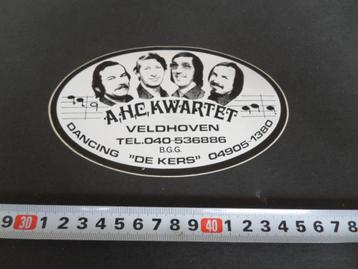 A.H.C. KWARTET
VELDHOVEN
TEL.040-536886
B.G.G.
DANCING "DE KERS" 04905-1380
9 30 1 2 3 4 5 6 7 8 9 40 1 2 3 4 5 6 7 8